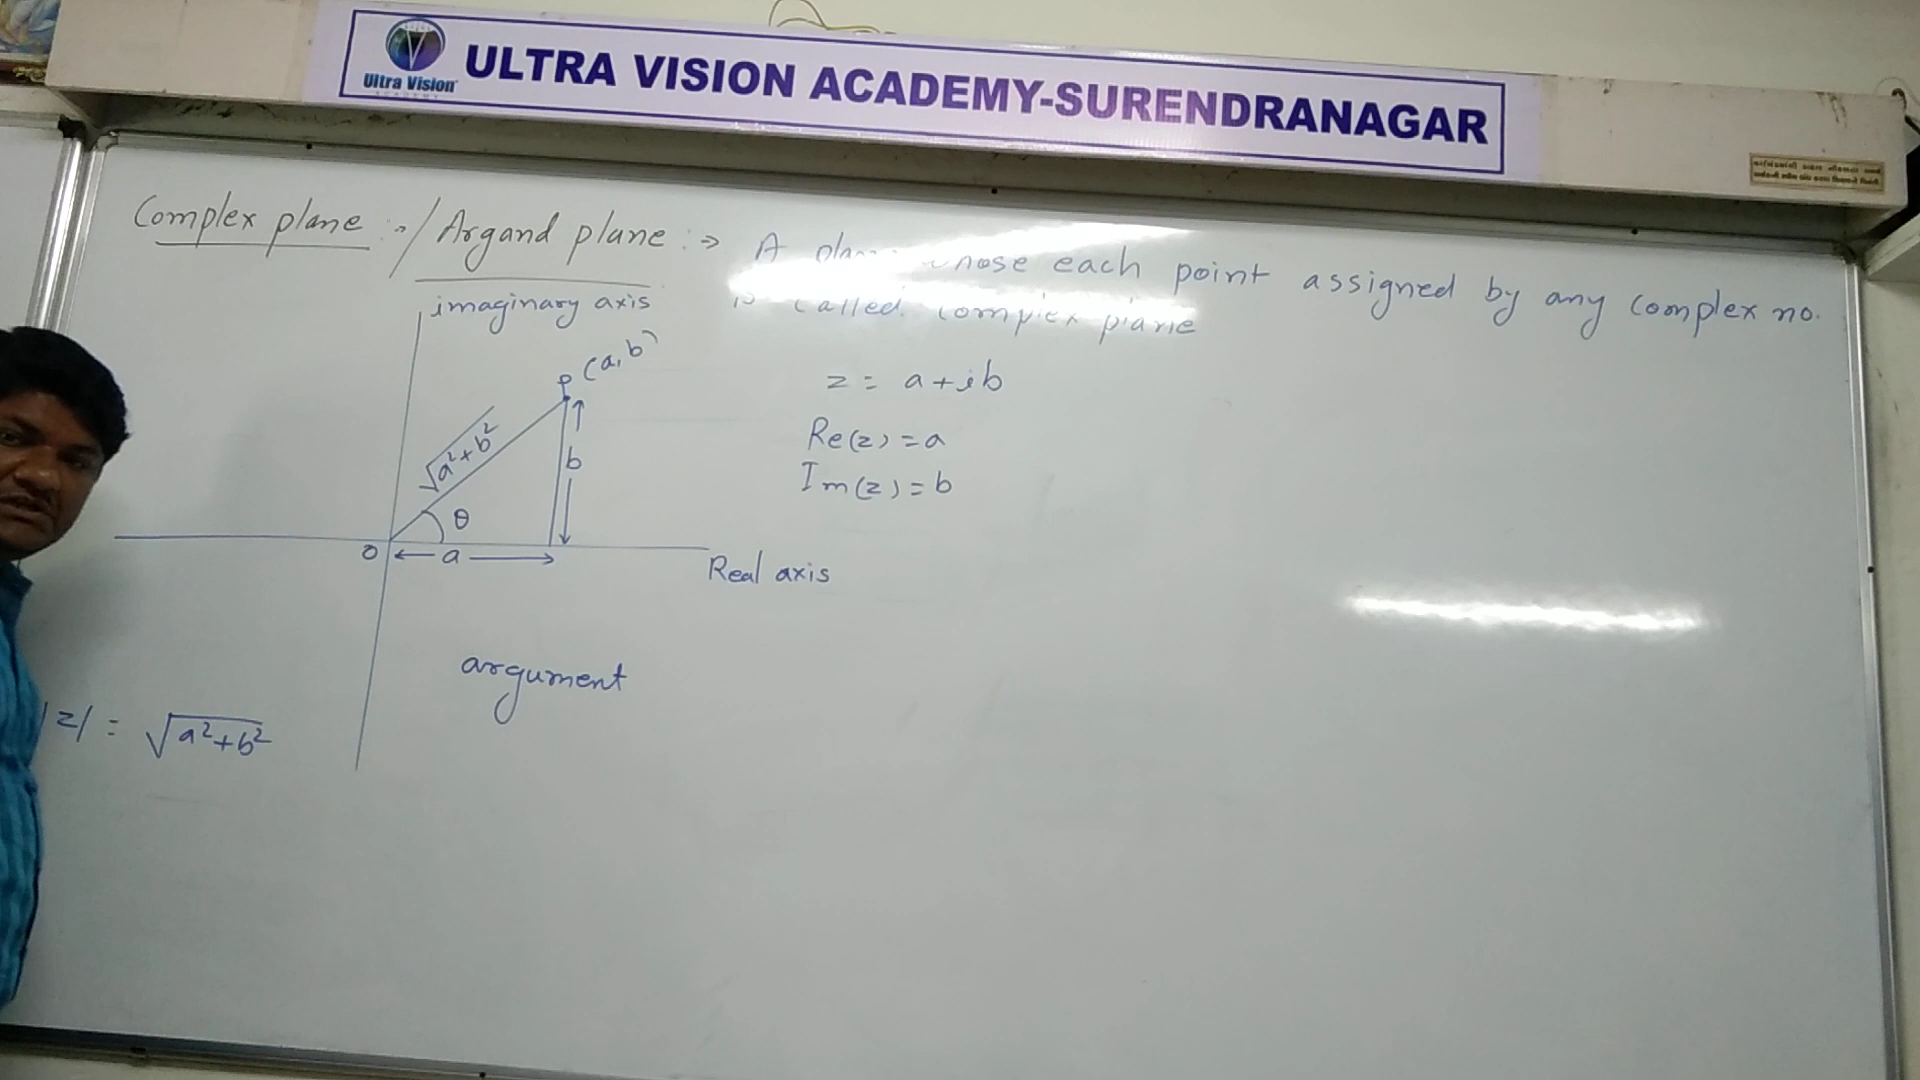 Ultra Vision
ACADEMY
ULTRA VISION ACADEMY-SURENDRANAGAR
Complex plane :- / Argand plane :⇒ A plane whose each point assigned by any complex no.
is called complex plane
imaginary axis
P (a,b)
z = a+ib
√a²+b²
Re(z) = a
b
Im(z) = b
θ
O ← a →
Real axis
argument
|z| = √a²+b²